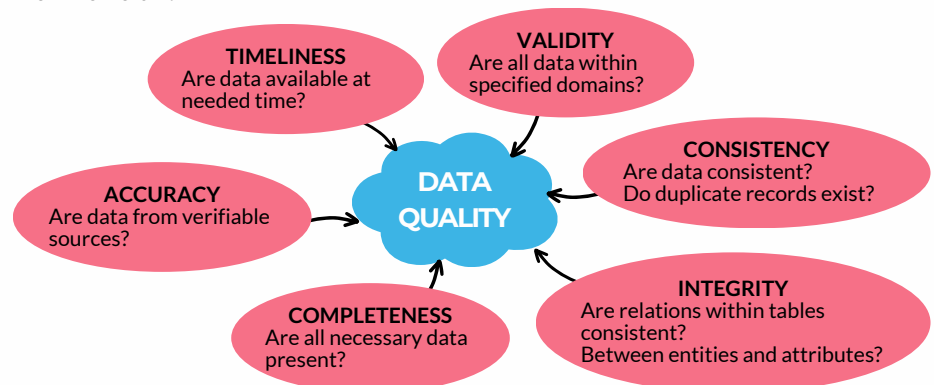 TIMELINESS
Are data available at
needed time?
VALIDITY
Are all data within
specified domains?
CONSISTENCY
Are data consistent?
Do duplicate records exist?
ACCURACY
Are data from verifiable
sources?
DATA
QUALITY
COMPLETENESS
Are all necessary data
present?
INTEGRITY
Are relations within tables
consistent?
Between entities and attributes?